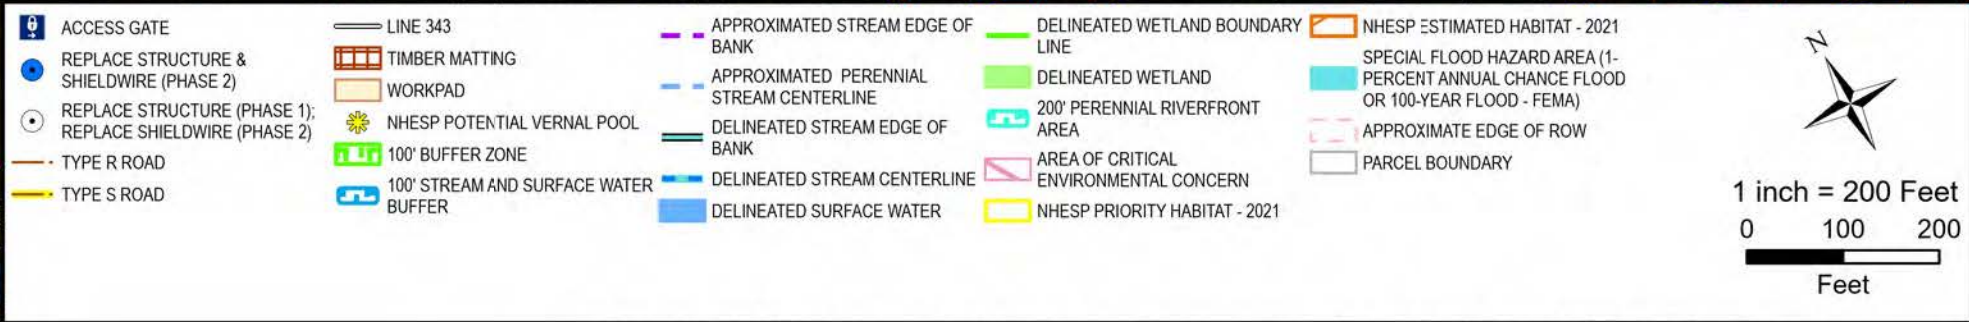 ACCESS GATE
REPLACE STRUCTURE &
SHIELDWIRE (PHASE 2)
REPLACE STRUCTURE (PHASE 1);
REPLACE SHIELDWIRE (PHASE 2)
TYPE R ROAD
TYPE S ROAD
LINE 343
TIMBER MATTING
WORKPAD
NHESP POTENTIAL VERNAL POOL
100' BUFFER ZONE
100' STREAM AND SURFACE WATER
BUFFER
APPROXIMATED STREAM EDGE OF
BANK
APPROXIMATED PERENNIAL
STREAM CENTERLINE
DELINEATED STREAM EDGE OF
BANK
DELINEATED STREAM CENTERLINE
DELINEATED SURFACE WATER
DELINEATED WETLAND BOUNDARY
LINE
DELINEATED WETLAND
200' PERENNIAL RIVERFRONT
AREA
AREA OF CRITICAL
ENVIRONMENTAL CONCERN
NHESP PRIORITY HABITAT - 2021
NHESP ESTIMATED HABITAT - 2021
SPECIAL FLOOD HAZARD AREA (1-
PERCENT ANNUAL CHANCE FLOOD
OR 100-YEAR FLOOD - FEMA)
APPROXIMATE EDGE OF ROW
PARCEL BOUNDARY
N
1 inch = 200 Feet
0 100 200
Feet